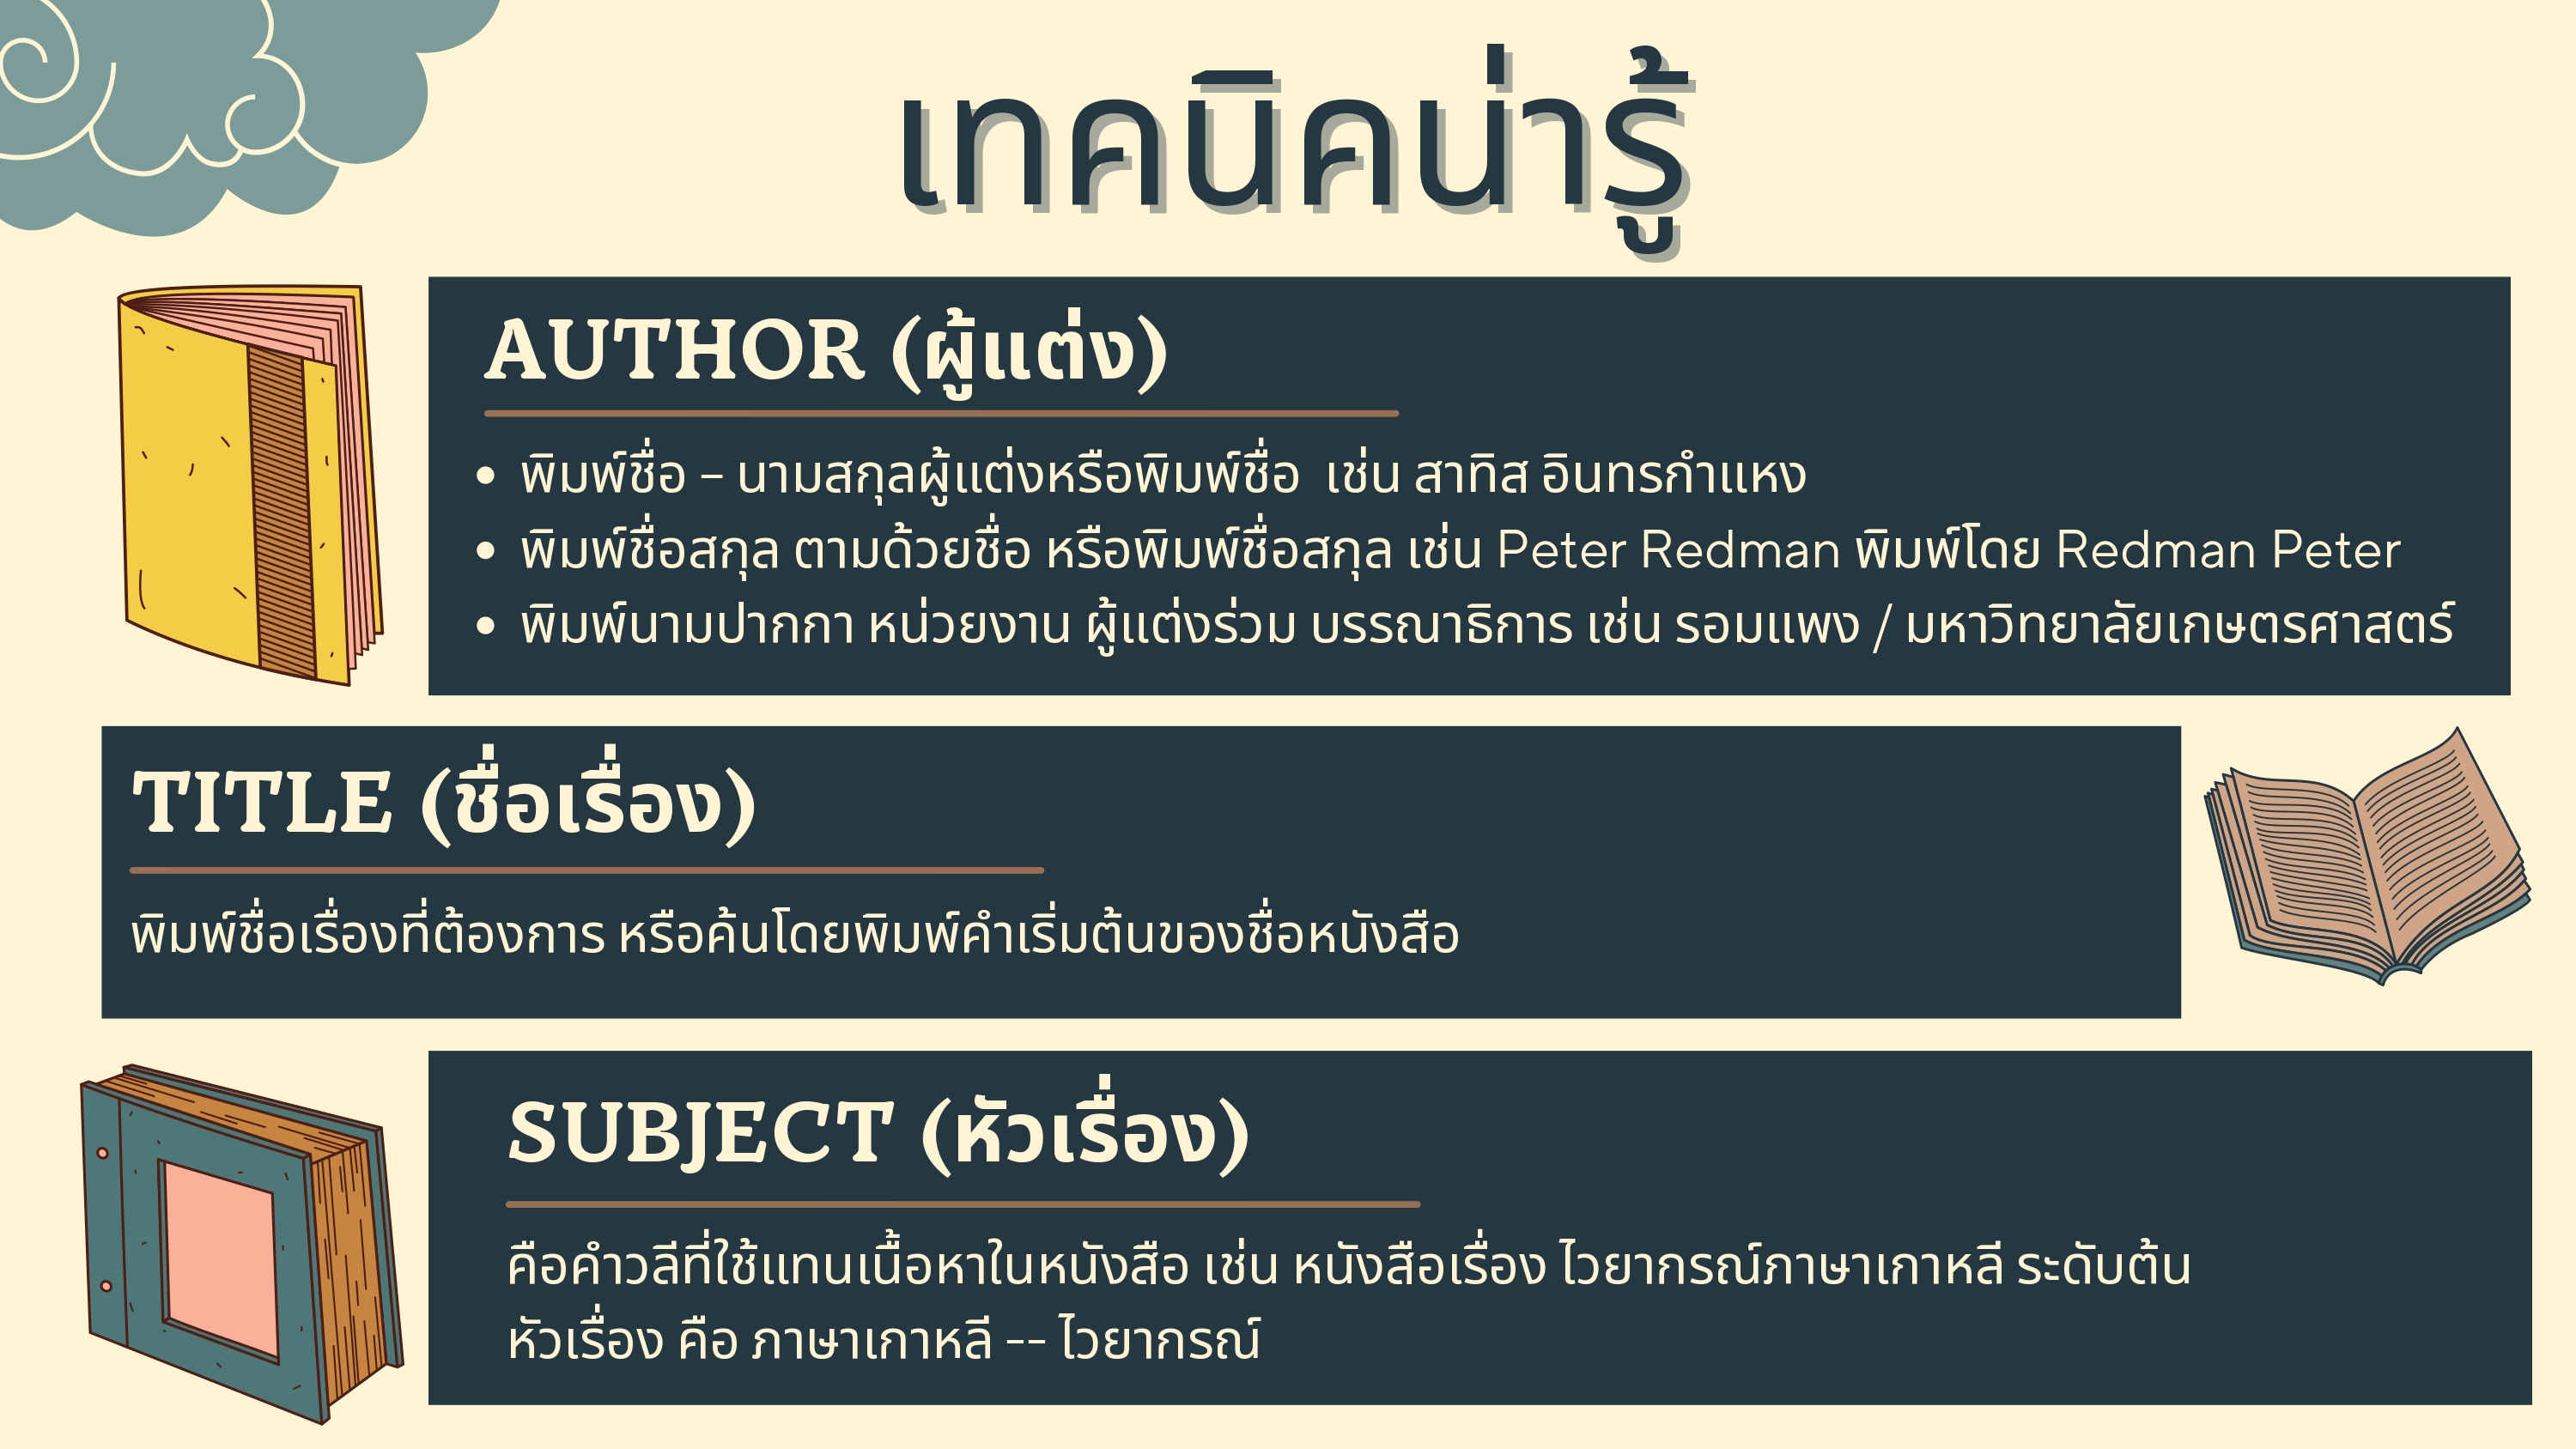 เทคนิคน่ารู้
AUTHOR (ผู้แต่ง)
• พิมพ์ชื่อ – นามสกุลผู้แต่งหรือพิมพ์ชื่อ  เช่น สาทิส อินทรกำแหง
• พิมพ์ชื่อสกุล ตามด้วยชื่อ หรือพิมพ์ชื่อสกุล เช่น Peter Redman พิมพ์โดย Redman Peter
• พิมพ์นามปากกา หน่วยงาน ผู้แต่งร่วม บรรณาธิการ เช่น รอมแพง / มหาวิทยาลัยเกษตรศาสตร์
TITLE (ชื่อเรื่อง)
พิมพ์ชื่อเรื่องที่ต้องการ หรือค้นโดยพิมพ์คำเริ่มต้นของชื่อหนังสือ
SUBJECT (หัวเรื่อง)
คือคำวลีที่ใช้แทนเนื้อหาในหนังสือ เช่น หนังสือเรื่อง ไวยากรณ์ภาษาเกาหลี ระดับต้น
หัวเรื่อง คือ ภาษาเกาหลี -- ไวยากรณ์